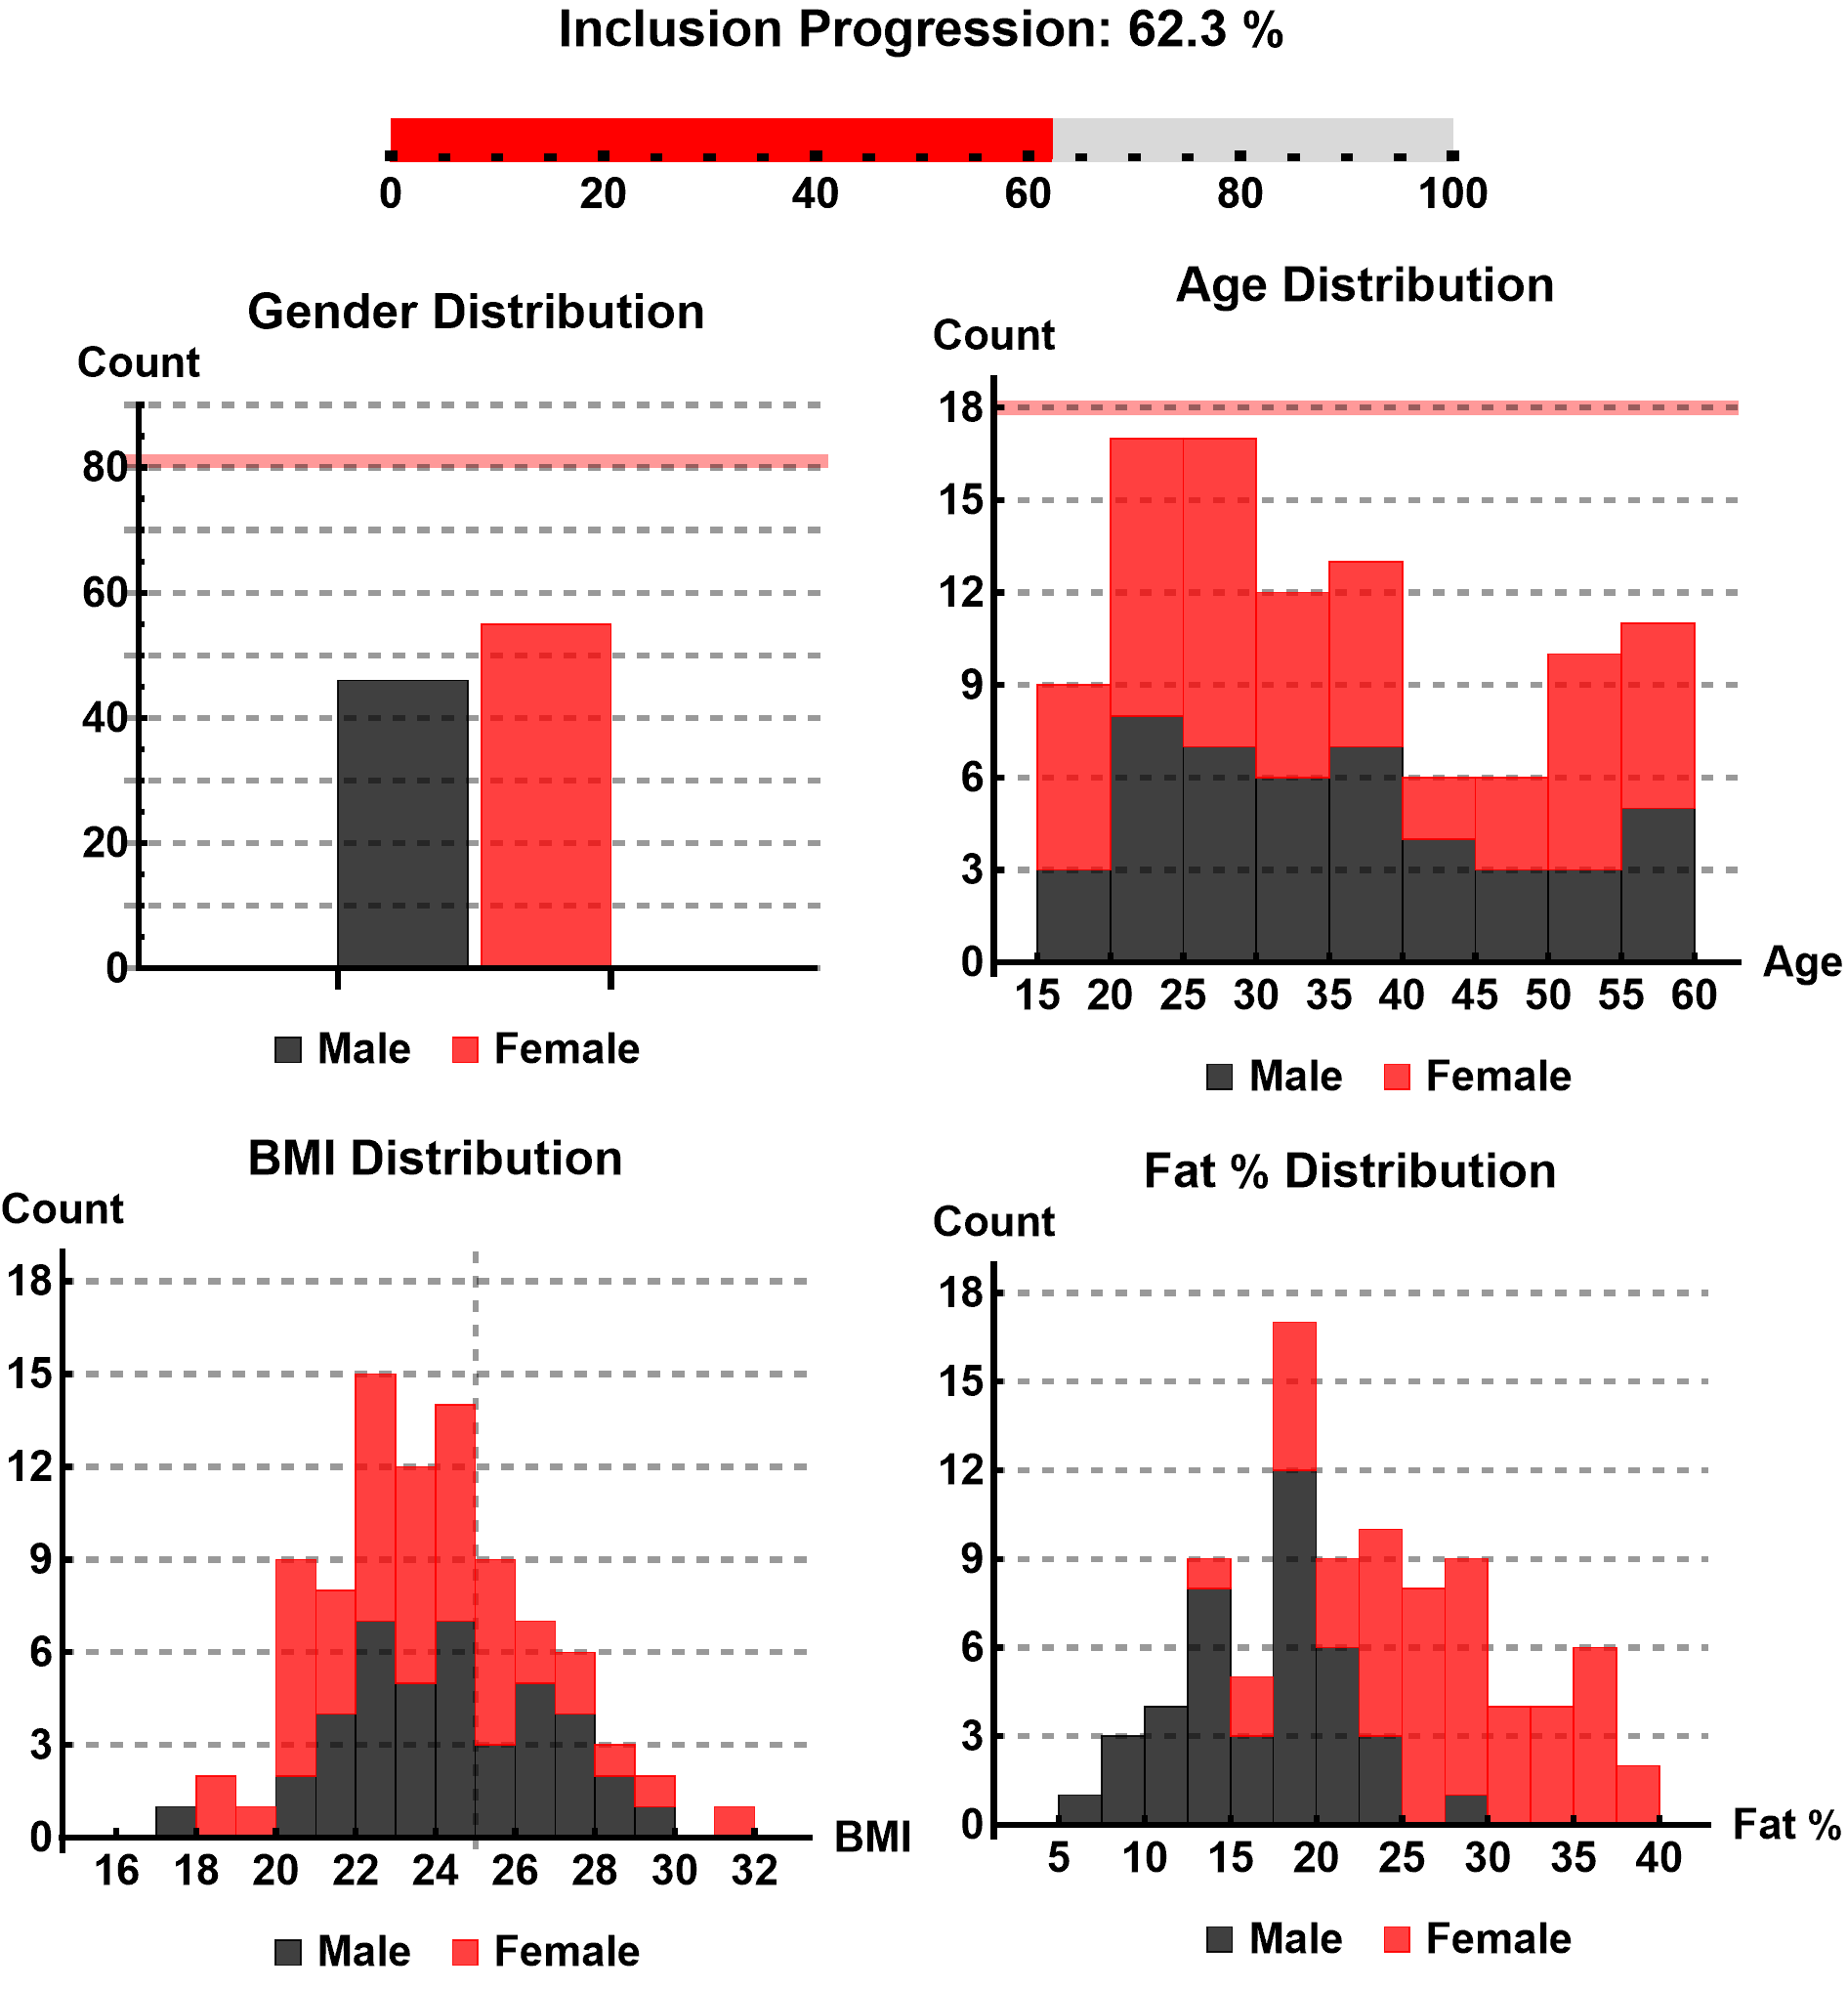 Inclusion Progression: 62.3 %
0 20 40 60 80 100
Gender Distribution
Count
80
60
40
20
0
Male Female
Age Distribution
Count
18
15
12
9
6
3
0
15 20 25 30 35 40 45 50 55 60
Age
Male Female
BMI Distribution
Count
18
15
12
9
6
3
0
16 18 20 22 24 26 28 30 32
BMI
Male Female
Fat % Distribution
Count
18
15
12
9
6
3
0
5 10 15 20 25 30 35 40
Fat %
Male Female